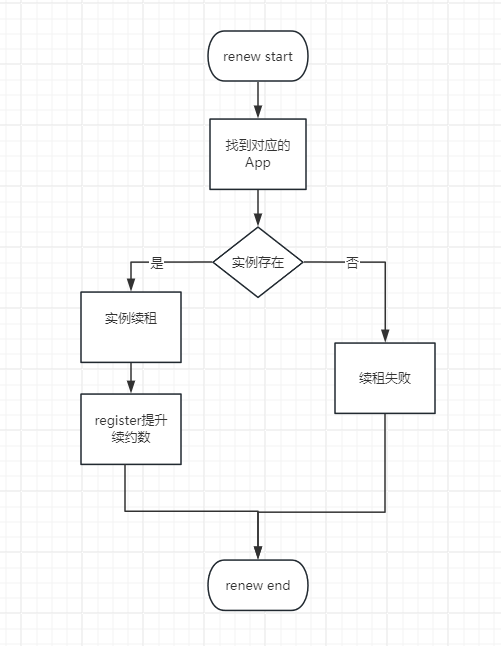 renew start
找到对应的
App
实例存在
是
否
实例续租
续租失败
register提升
续约数
renew end